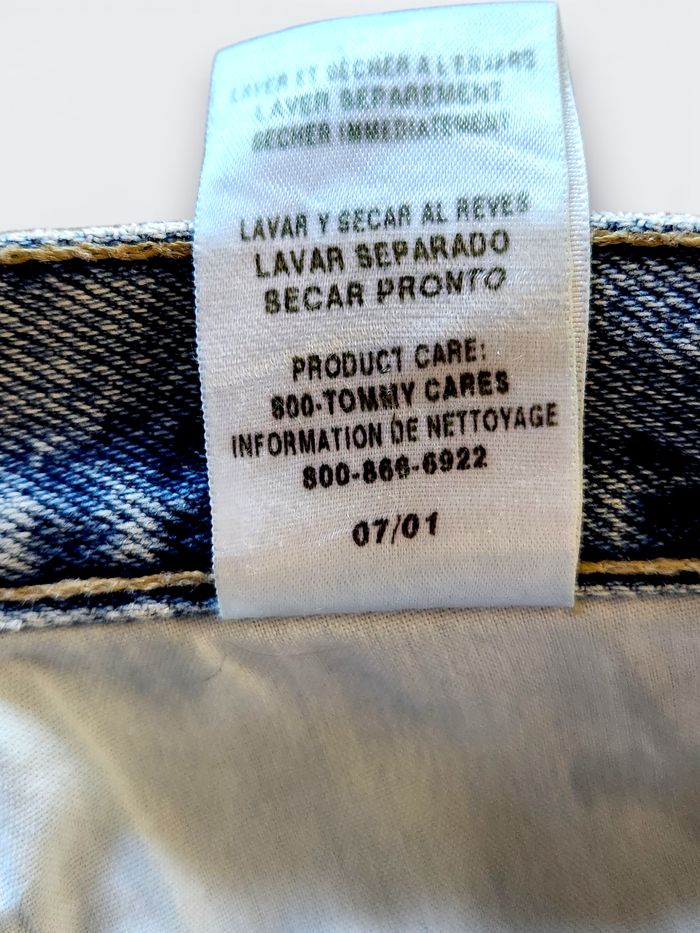 LAVER ET SÉCHER À L'ENVERS
LAVER SÉPARÉMENT
SÉCHER IMMÉDIATEMENT
LAVAR Y SECAR AL REVES
LAVAR SEPARADO
SECAR PRONTO
PRODUCT CARE:
800-TOMMY CARES
INFORMATION DE NETTOYAGE
800-866-6922
07/01